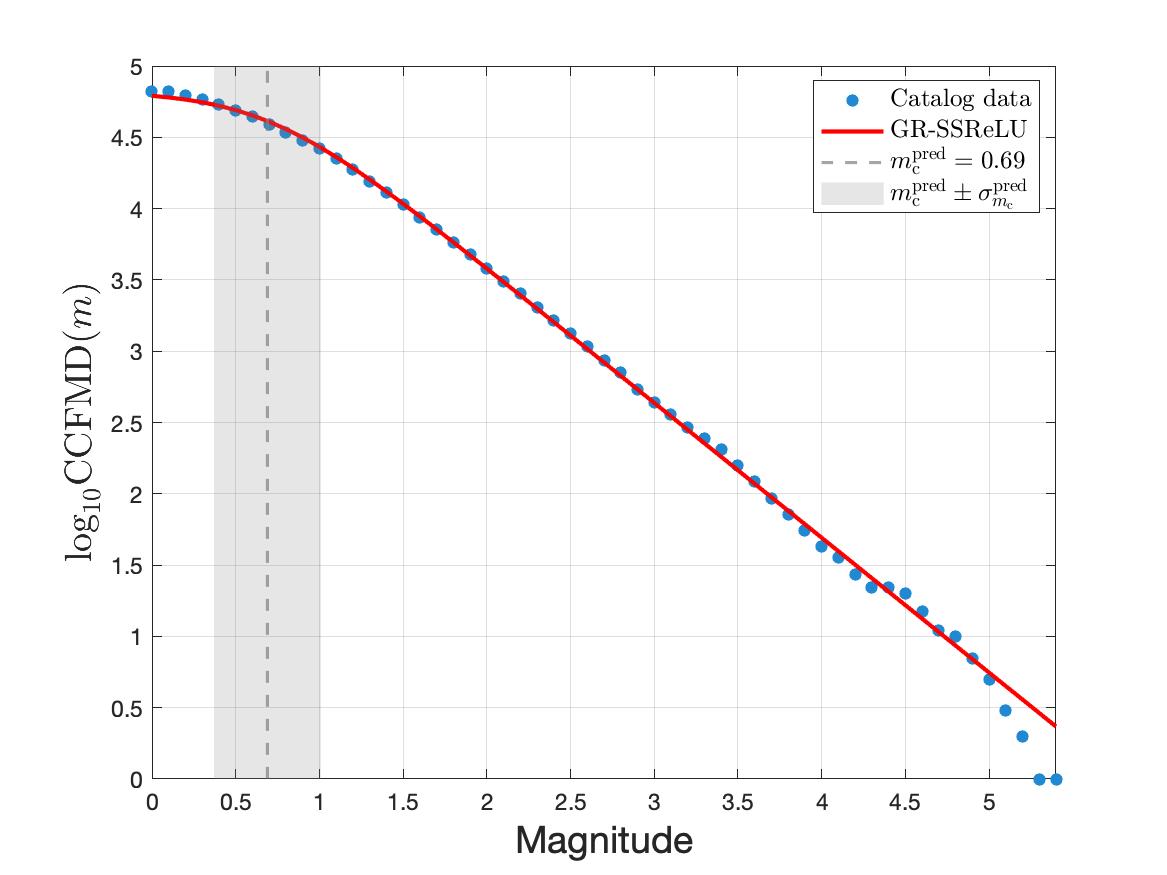 5
4.5
4
3.5
3
2.5
2
1.5
1
0.5
0
0 0.5 1 1.5 2 2.5 3 3.5 4 4.5 5
log₁₀CCFMD(m)
Magnitude
Catalog data
GR-SSReLU
m_c^pred = 0.69
m_c^pred ± σ_{m_c}^pred